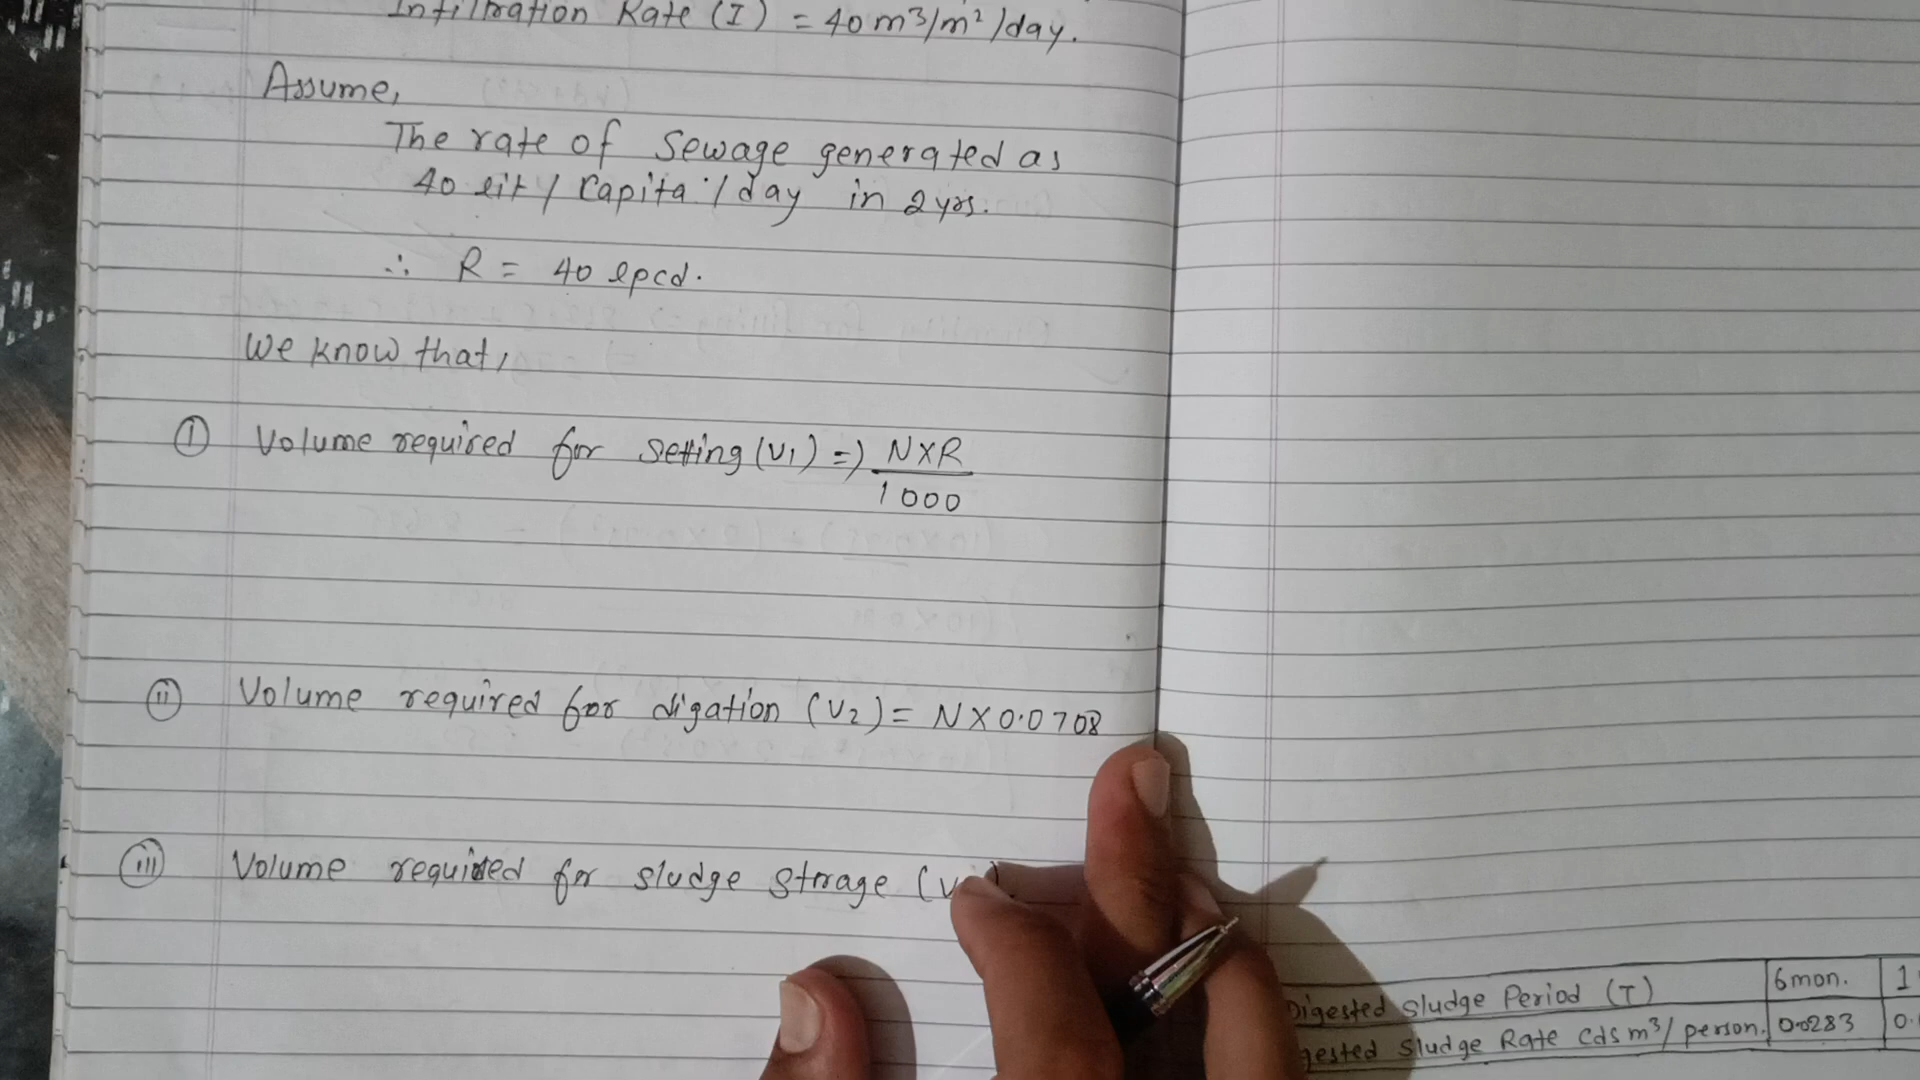 Infiltration Rate (I) = 40 m³/m²/day.
Assume,
The rate of Sewage generated as
40 lit / Capita / day in 2 yrs.
∴ R = 40 lpcd.
We know that,
① Volume required for Setting (V₁) => N×R/1000
ⅱ Volume required for digation (V₂) = N×0.0708
ⅲ Volume required for sludge Storage (V
Digested Sludge Period (T) 6mon. 1
gested Sludge Rate Cds m³/person. 0.0283 0.